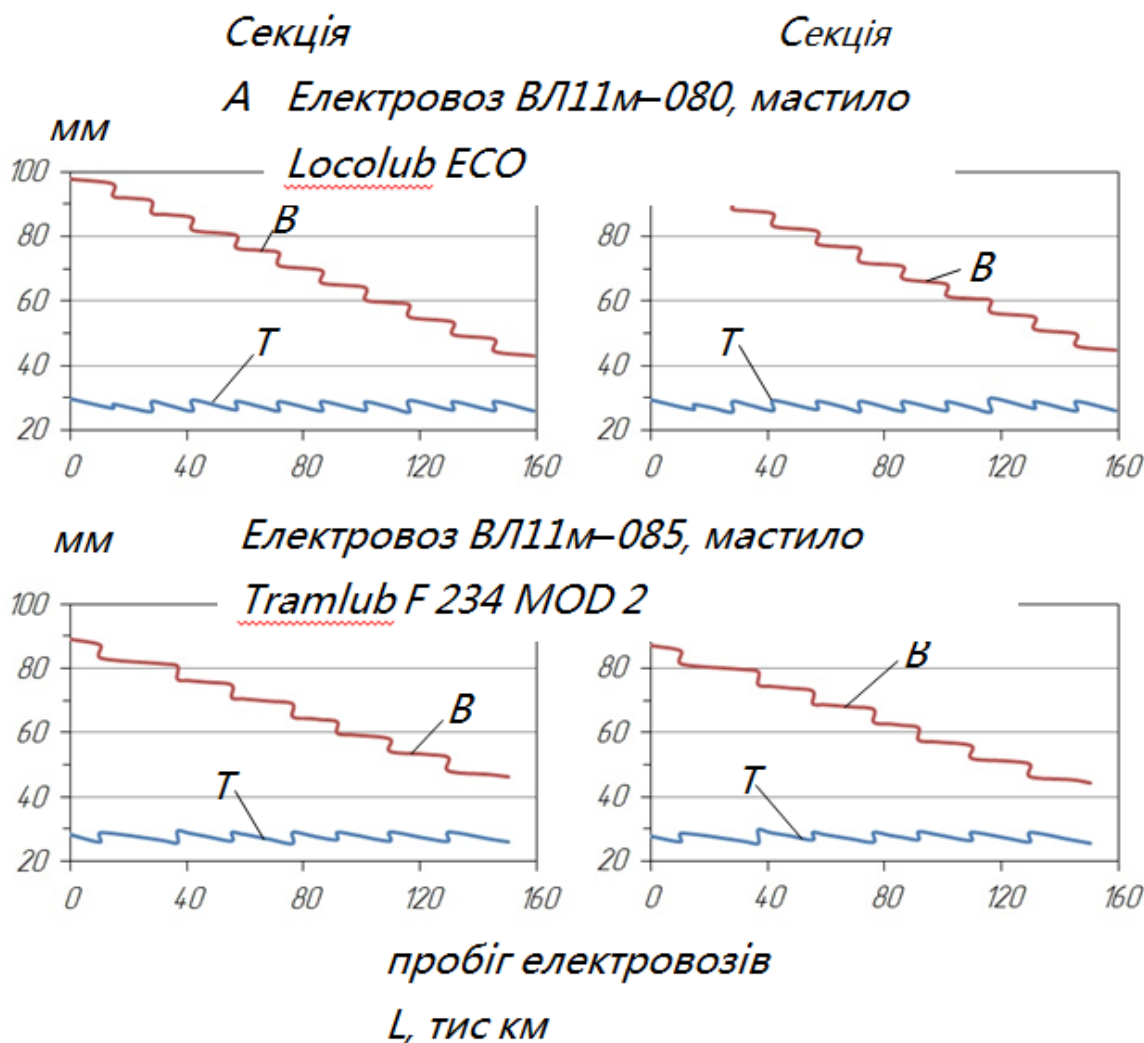 Секція Секція
А Електровоз ВЛ11м–080, мастило
мм
Locolub ECO
100
80
60
40
20
В
Т
0 40 80 120 160
80
60
40
20
В
Т
0 40 80 120 160
мм Електровоз ВЛ11м–085, мастило
Tramlub F 234 MOD 2
100
80
60
40
20
В
Т
0 40 80 120 160
100
80
60
40
20
В
Т
0 40 80 120 160
пробіг електровозів
L, тис км